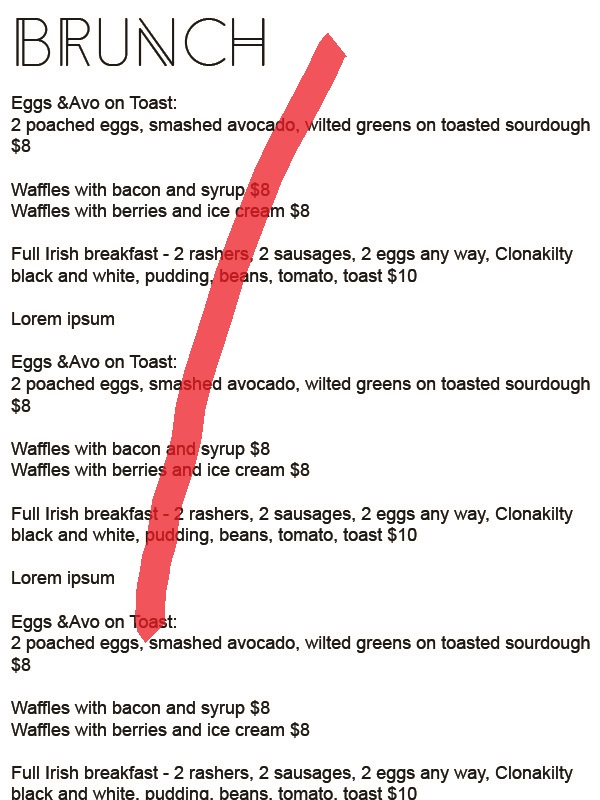 BRUNCH
Eggs &Avo on Toast:
2 poached eggs, smashed avocado, wilted greens on toasted sourdough
$8
Waffles with bacon and syrup $8
Waffles with berries and ice cream $8
Full Irish breakfast - 2 rashers, 2 sausages, 2 eggs any way, Clonakilty
black and white, pudding, beans, tomato, toast $10
Lorem ipsum
Eggs &Avo on Toast:
2 poached eggs, smashed avocado, wilted greens on toasted sourdough
$8
Waffles with bacon and syrup $8
Waffles with berries and ice cream $8
Full Irish breakfast - 2 rashers, 2 sausages, 2 eggs any way, Clonakilty
black and white, pudding, beans, tomato, toast $10
Lorem ipsum
Eggs &Avo on Toast:
2 poached eggs, smashed avocado, wilted greens on toasted sourdough
$8
Waffles with bacon and syrup $8
Waffles with berries and ice cream $8
Full Irish breakfast - 2 rashers, 2 sausages, 2 eggs any way, Clonakilty
black and white, pudding, beans, tomato, toast $10